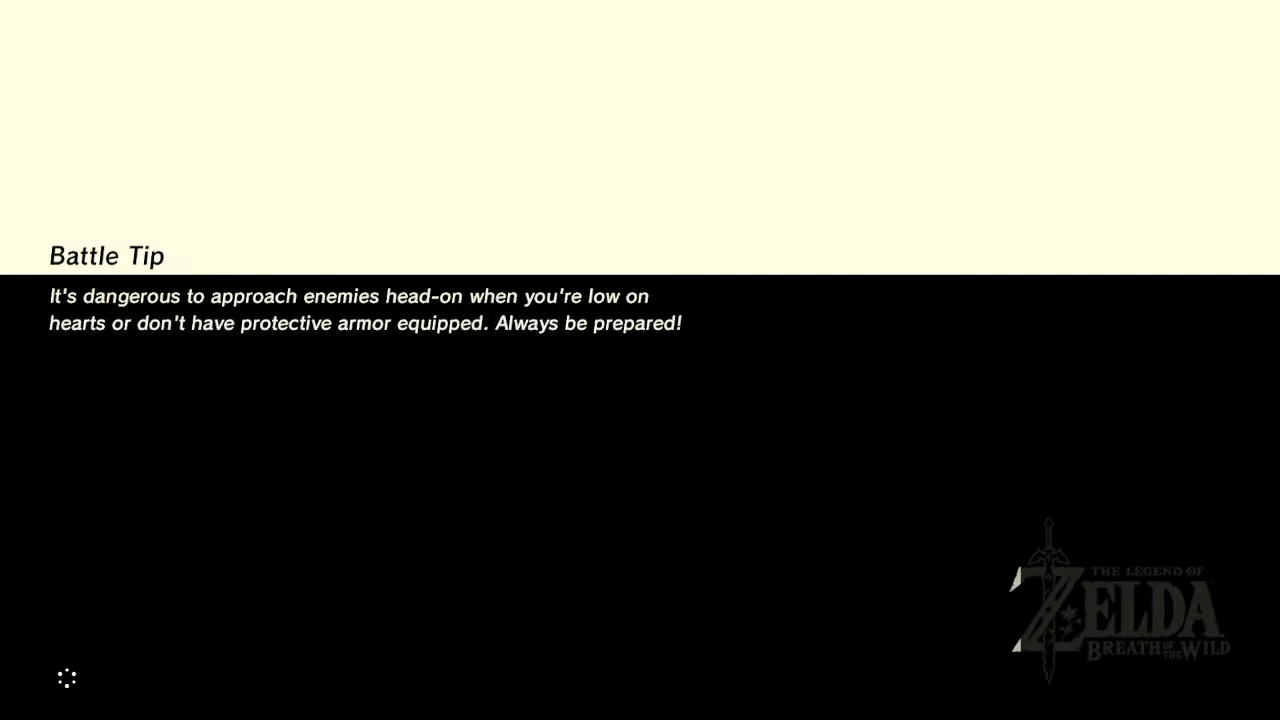 Battle Tip
It's dangerous to approach enemies head-on when you're low on
hearts or don't have protective armor equipped. Always be prepared!
THE LEGEND OF
ZELDA
BREATH OF THE WILD